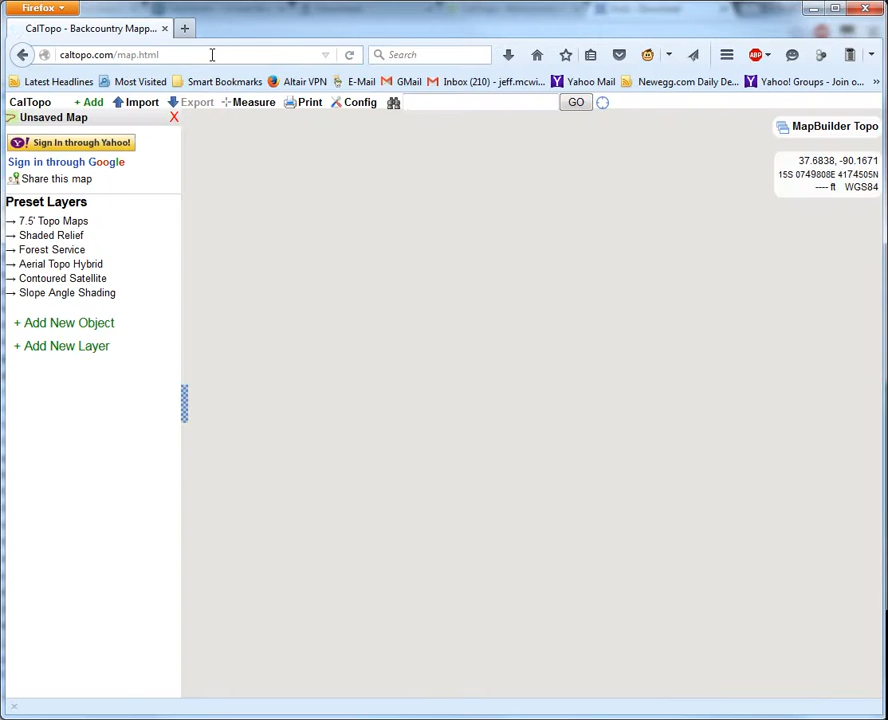 Firefox
CalTopo - Backcountry Mapp... × +
caltopo.com/map.html
Search
Latest Headlines Most Visited Smart Bookmarks Altair VPN E-Mail GMail Inbox (210) - jeff.mcwi... Yahoo Mail Newegg.com Daily De... Yahoo! Groups - Join o... »
CalTopo + Add Import Export Measure Print Config GO
Unsaved Map X
MapBuilder Topo
Sign In through Yahoo!
Sign in through Google
Share this map
37.6838, -90.1671
15S 0749808E 4174505N
---- ft WGS84
Preset Layers
→ 7.5' Topo Maps
→ Shaded Relief
→ Forest Service
→ Aerial Topo Hybrid
→ Contoured Satellite
→ Slope Angle Shading
+ Add New Object
+ Add New Layer